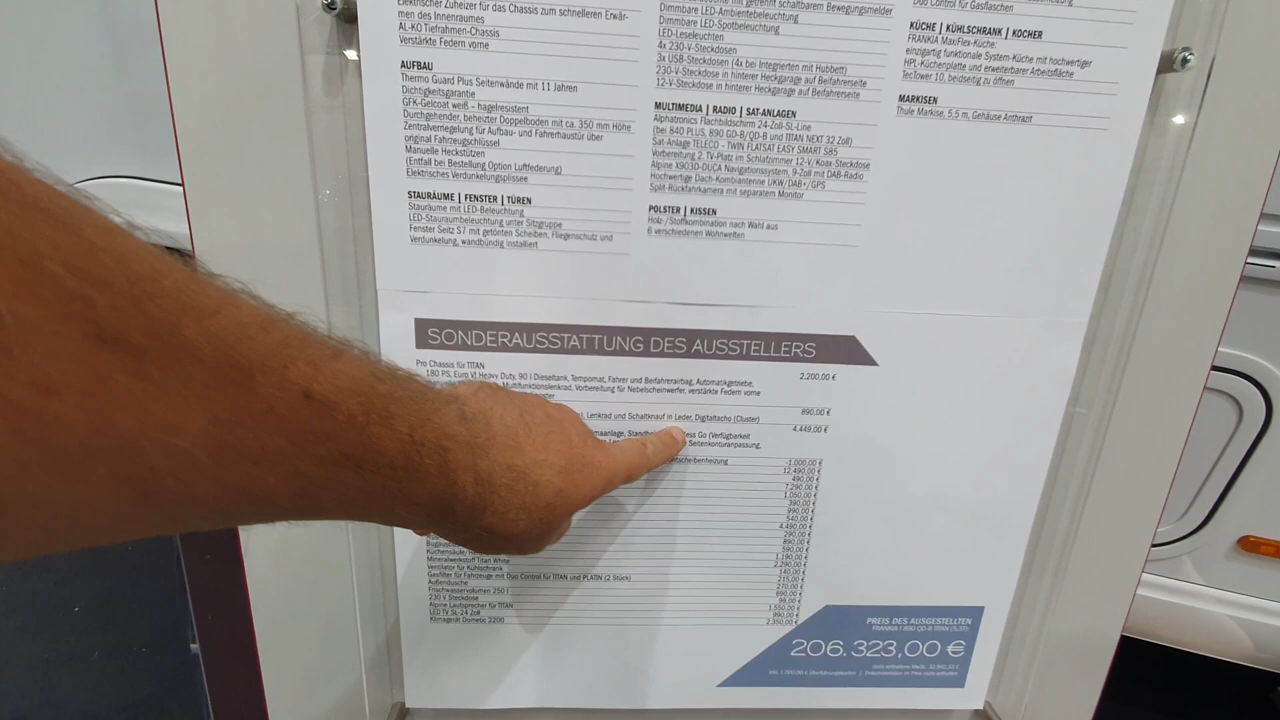 Elektrischer Zuheizer für das Chassis zum schnelleren Erwär-
men des Innenraumes
AL-KO Tiefrahmen-Chassis
Verstärkte Federn vorne
AUFBAU
Thermo Guard Plus Seitenwände mit 11 Jahren
Dichtigkeitsgarantie
GFK-Gelcoat weiß – hagelresistent
Durchgehender, beheizter Doppelboden mit ca. 350 mm Höhe
Zentralverriegelung für Aufbau- und Fahrerhaustür über
original Fahrzeugschlüssel
Manuelle Heckstützen
(Entfall bei Bestellung Option Luftfederung)
Elektrisches Verdunkelungsplissee
STAURÄUME | FENSTER | TÜREN
Stauräume mit LED-Beleuchtung
LED-Stauraumbeleuchtung unter Sitzgruppe
Fenster Seitz S7 mit getönten Scheiben, Fliegenschutz und
Verdunkelung, wandbündig installiert
mit getrennt schaltbarem Bewegungsmelder
Dimmbare LED-Ambientebeleuchtung
Dimmbare LED-Spotbeleuchtung
LED-Leseleuchten
4x 230-V-Steckdosen
3x USB-Steckdosen (4x bei Integrierten mit Hubbett)
230-V-Steckdose in hinterer Heckgarage auf Beifahrerseite
12-V-Steckdose in hinterer Heckgarage auf Beifahrerseite
MULTIMEDIA | RADIO | SAT-ANLAGEN
Alphatronics Flachbildschirm 24-Zoll-SL-Line
(bei 840 PLUS, 890 GD-B/QD-B und TITAN NEXT 32 Zoll)
Sat-Anlage TELECO - TWIN FLATSAT EASY SMART S85
Vorbereitung 2. TV-Platz im Schlafzimmer 12-V/Koax-Steckdose
Alpine X903D-DUCA Navigationssystem, 9-Zoll mit DAB-Radio
Hochwertige Dach-Kombiantenne UKW/DAB+/GPS
Split-Rückfahrkamera mit separatem Monitor
POLSTER | KISSEN
Holz-/Stoffkombination nach Wahl aus
6 verschiedenen Wohnwelten
Duo Control für Gasflaschen
KÜCHE | KÜHLSCHRANK | KOCHER
FRANKIA MaxiFlex-Küche:
einzigartig funktionale System-Küche mit hochwertiger
HPL-Küchenplatte und erweiterbarer Arbeitsfläche
TecTower 10, beidseitig zu öffnen
MARKISEN
Thule Markise, 5,5 m, Gehäuse Anthrazit
SONDERAUSSTATTUNG DES AUSSTELLERS
Pro Chassis für TITAN 2.200,00 €
180 PS, Euro VI Heavy Duty, 90 l Dieseltank, Tempomat, Fahrer und Beifahrerairbag, Automatikgetriebe,
Multifunktionslenkrad, Vorbereitung für Nebelscheinwerfer, verstärkte Federn vorne
890,00 €
Lenkrad und Schaltknauf in Leder, Digitaltacho (Cluster)
4.449,00 €
Go (Verfügbarkeit
Seitenkonturanpassung,
-1.000,00 €
12.490,00 €
490,00 €
7.290,00 €
1.050,00 €
390,00 €
990,00 €
540,00 €
4.490,00 €
290,00 €
890,00 €
590,00 €
1.190,00 €
Mineralwerkstoff Titan White 2.290,00 €
Ventilator für Kühlschrank 140,00 €
Gasfilter für Fahrzeuge mit Duo Control für TITAN und PLATIN (2 Stück) 215,00 €
Außendusche 270,00 €
Frischwasservolumen 250 l 690,00 €
230 V Steckdose 99,00 €
Alpine Lautsprecher für TITAN 1.550,00 €
LED TV SL-24 Zoll 990,00 €
Klimagerät Dometic 2200 2.350,00 €
PREIS DES AUSGESTELLTEN
FRANKIA I 890 QD-B TITAN (5,5T):
206.323,00 €